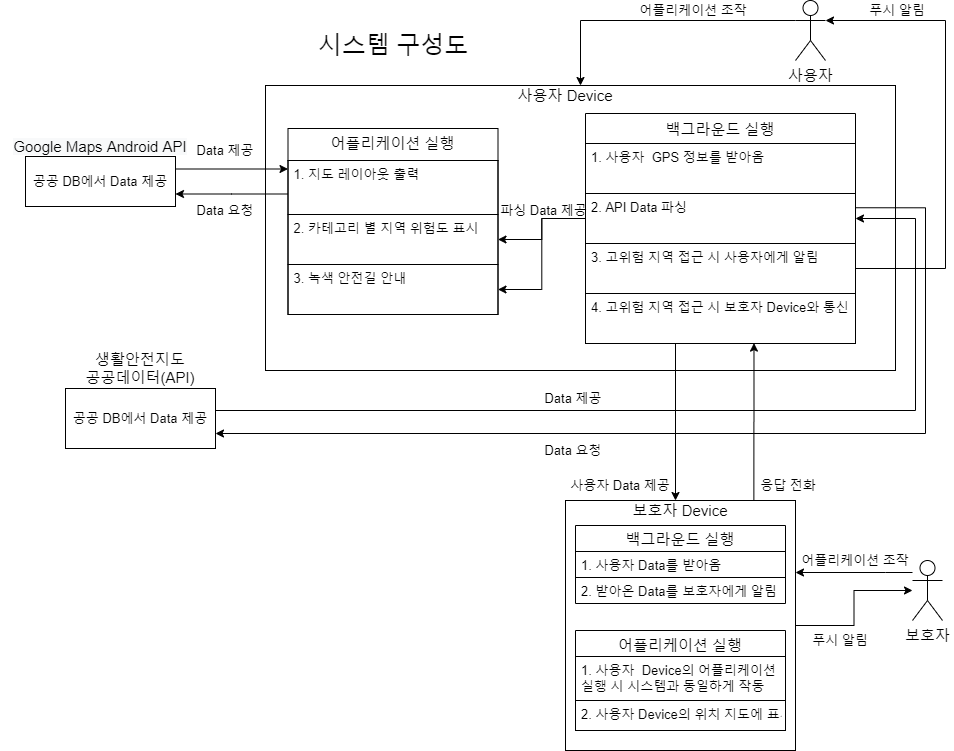 어플리케이션 조작
푸시 알림
시스템 구성도
사용자
사용자 Device
Google Maps Android API
공공 DB에서 Data 제공
Data 제공
Data 요청
어플리케이션 실행
1. 지도 레이아웃 출력
2. 카테고리 별 지역 위험도 표시
3. 녹색 안전길 안내
파싱 Data 제공
백그라운드 실행
1. 사용자 GPS 정보를 받아옴
2. API Data 파싱
3. 고위험 지역 접근 시 사용자에게 알림
4. 고위험 지역 접근 시 보호자 Device와 통신
생활안전지도
공공데이터(API)
공공 DB에서 Data 제공
Data 제공
Data 요청
사용자 Data 제공
응답 전화
보호자 Device
백그라운드 실행
1. 사용자 Data를 받아옴
2. 받아온 Data를 보호자에게 알림
어플리케이션 실행
1. 사용자 Device의 어플리케이션
실행 시 시스템과 동일하게 작동
2. 사용자 Device의 위치 지도에 표
어플리케이션 조작
푸시 알림
보호자